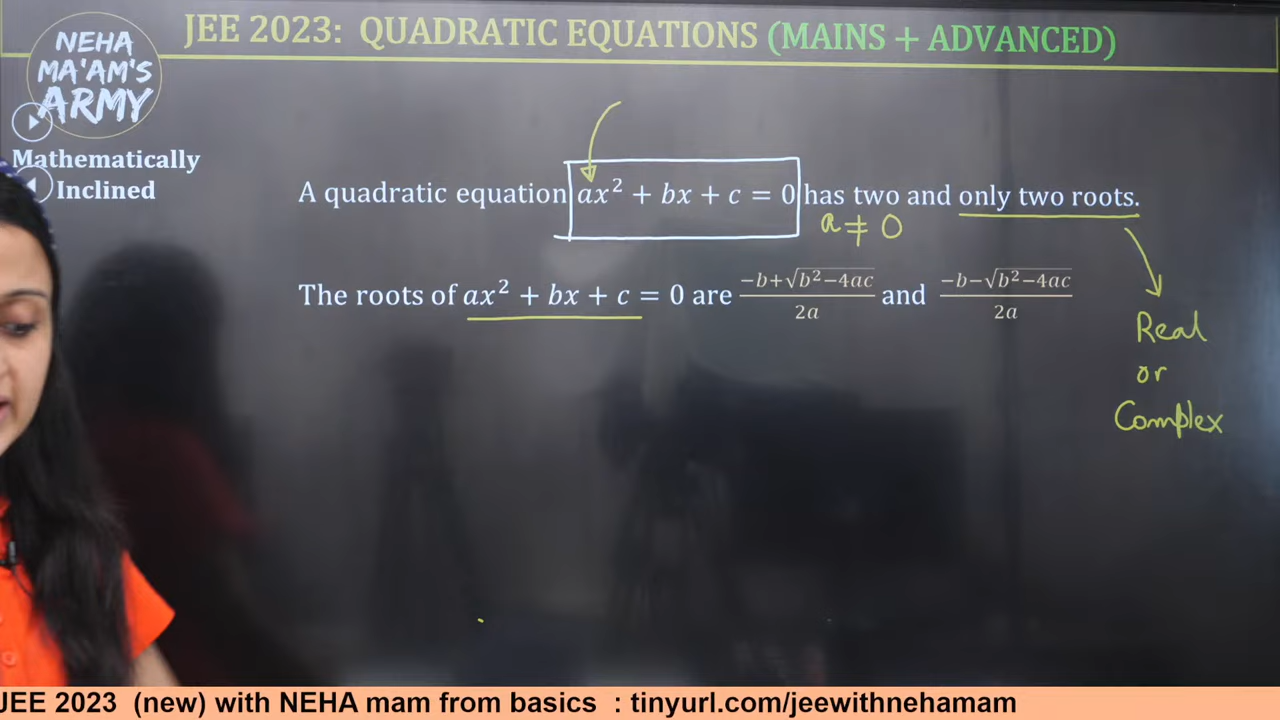 JEE 2023: QUADRATIC EQUATIONS (MAINS + ADVANCED)
NEHA
MA'AM'S
ARMY
Mathematically
Inclined
A quadratic equation ax² + bx + c = 0 has two and only two roots.
a ≠ 0
The roots of ax² + bx + c = 0 are (−b+√(b²−4ac))/2a and (−b−√(b²−4ac))/2a
Real
or
Complex
JEE 2023 (new) with NEHA mam from basics : tinyurl.com/jeewithnehamam